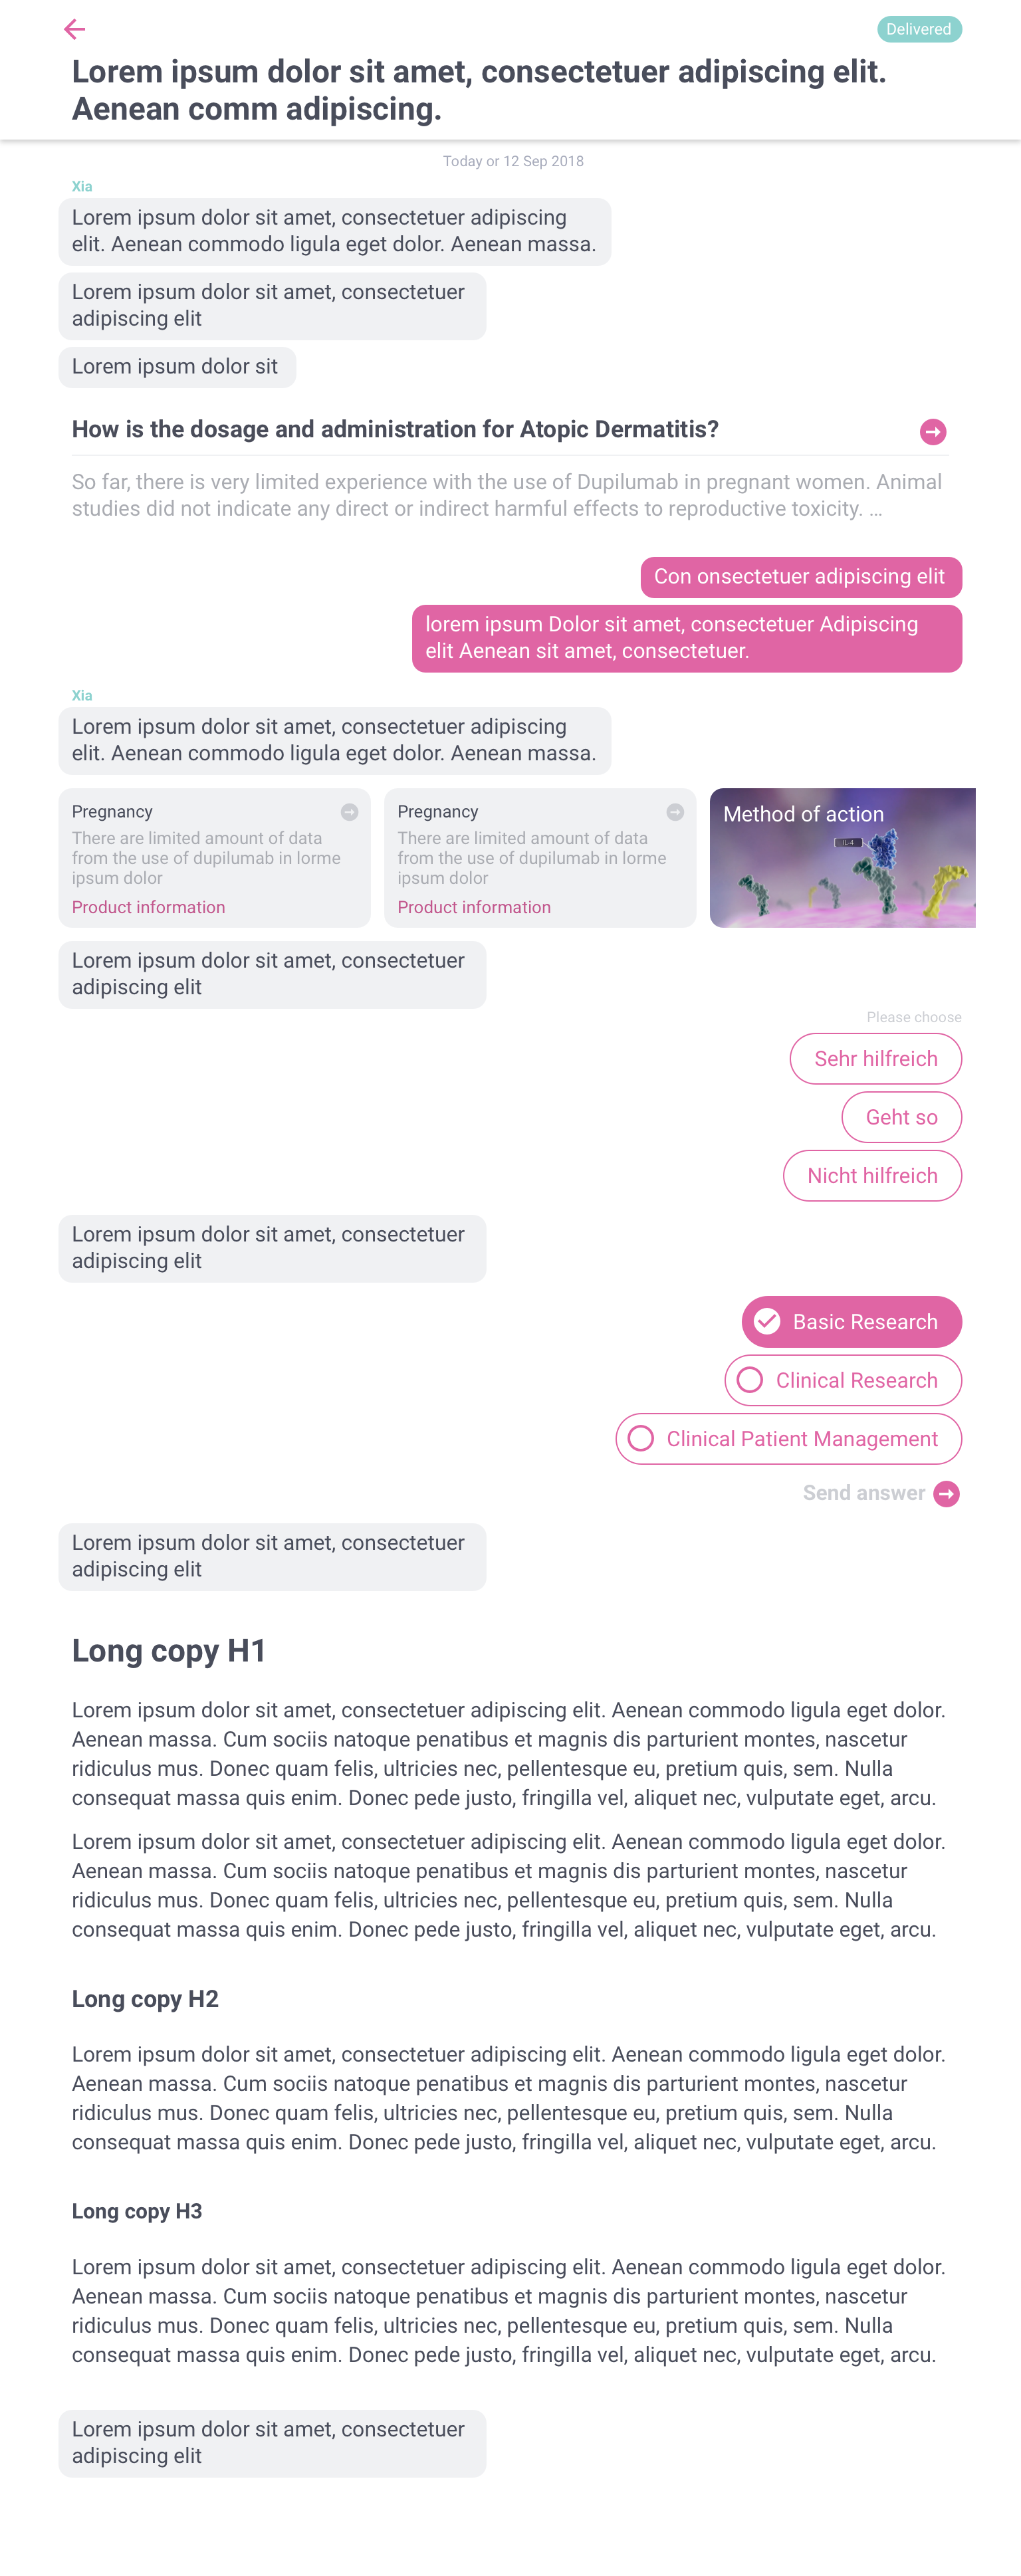 Delivered
Lorem ipsum dolor sit amet, consectetuer adipiscing elit.
Aenean comm adipiscing.
Today or 12 Sep 2018
Xia
Lorem ipsum dolor sit amet, consectetuer adipiscing
elit. Aenean commodo ligula eget dolor. Aenean massa.
Lorem ipsum dolor sit amet, consectetuer
adipiscing elit
Lorem ipsum dolor sit
How is the dosage and administration for Atopic Dermatitis?
So far, there is very limited experience with the use of Dupilumab in pregnant women. Animal
studies did not indicate any direct or indirect harmful effects to reproductive toxicity. ...
Con onsectetuer adipiscing elit
lorem ipsum Dolor sit amet, consectetuer Adipiscing
elit Aenean sit amet, consectetuer.
Xia
Lorem ipsum dolor sit amet, consectetuer adipiscing
elit. Aenean commodo ligula eget dolor. Aenean massa.
Pregnancy
There are limited amount of data
from the use of dupilumab in lorme
ipsum dolor
Product information
Pregnancy
There are limited amount of data
from the use of dupilumab in lorme
ipsum dolor
Product information
Method of action
IL-4
Lorem ipsum dolor sit amet, consectetuer
adipiscing elit
Please choose
Sehr hilfreich
Geht so
Nicht hilfreich
Lorem ipsum dolor sit amet, consectetuer
adipiscing elit
Basic Research
Clinical Research
Clinical Patient Management
Send answer
Lorem ipsum dolor sit amet, consectetuer
adipiscing elit
Long copy H1
Lorem ipsum dolor sit amet, consectetuer adipiscing elit. Aenean commodo ligula eget dolor.
Aenean massa. Cum sociis natoque penatibus et magnis dis parturient montes, nascetur
ridiculus mus. Donec quam felis, ultricies nec, pellentesque eu, pretium quis, sem. Nulla
consequat massa quis enim. Donec pede justo, fringilla vel, aliquet nec, vulputate eget, arcu.
Lorem ipsum dolor sit amet, consectetuer adipiscing elit. Aenean commodo ligula eget dolor.
Aenean massa. Cum sociis natoque penatibus et magnis dis parturient montes, nascetur
ridiculus mus. Donec quam felis, ultricies nec, pellentesque eu, pretium quis, sem. Nulla
consequat massa quis enim. Donec pede justo, fringilla vel, aliquet nec, vulputate eget, arcu.
Long copy H2
Lorem ipsum dolor sit amet, consectetuer adipiscing elit. Aenean commodo ligula eget dolor.
Aenean massa. Cum sociis natoque penatibus et magnis dis parturient montes, nascetur
ridiculus mus. Donec quam felis, ultricies nec, pellentesque eu, pretium quis, sem. Nulla
consequat massa quis enim. Donec pede justo, fringilla vel, aliquet nec, vulputate eget, arcu.
Long copy H3
Lorem ipsum dolor sit amet, consectetuer adipiscing elit. Aenean commodo ligula eget dolor.
Aenean massa. Cum sociis natoque penatibus et magnis dis parturient montes, nascetur
ridiculus mus. Donec quam felis, ultricies nec, pellentesque eu, pretium quis, sem. Nulla
consequat massa quis enim. Donec pede justo, fringilla vel, aliquet nec, vulputate eget, arcu.
Lorem ipsum dolor sit amet, consectetuer
adipiscing elit